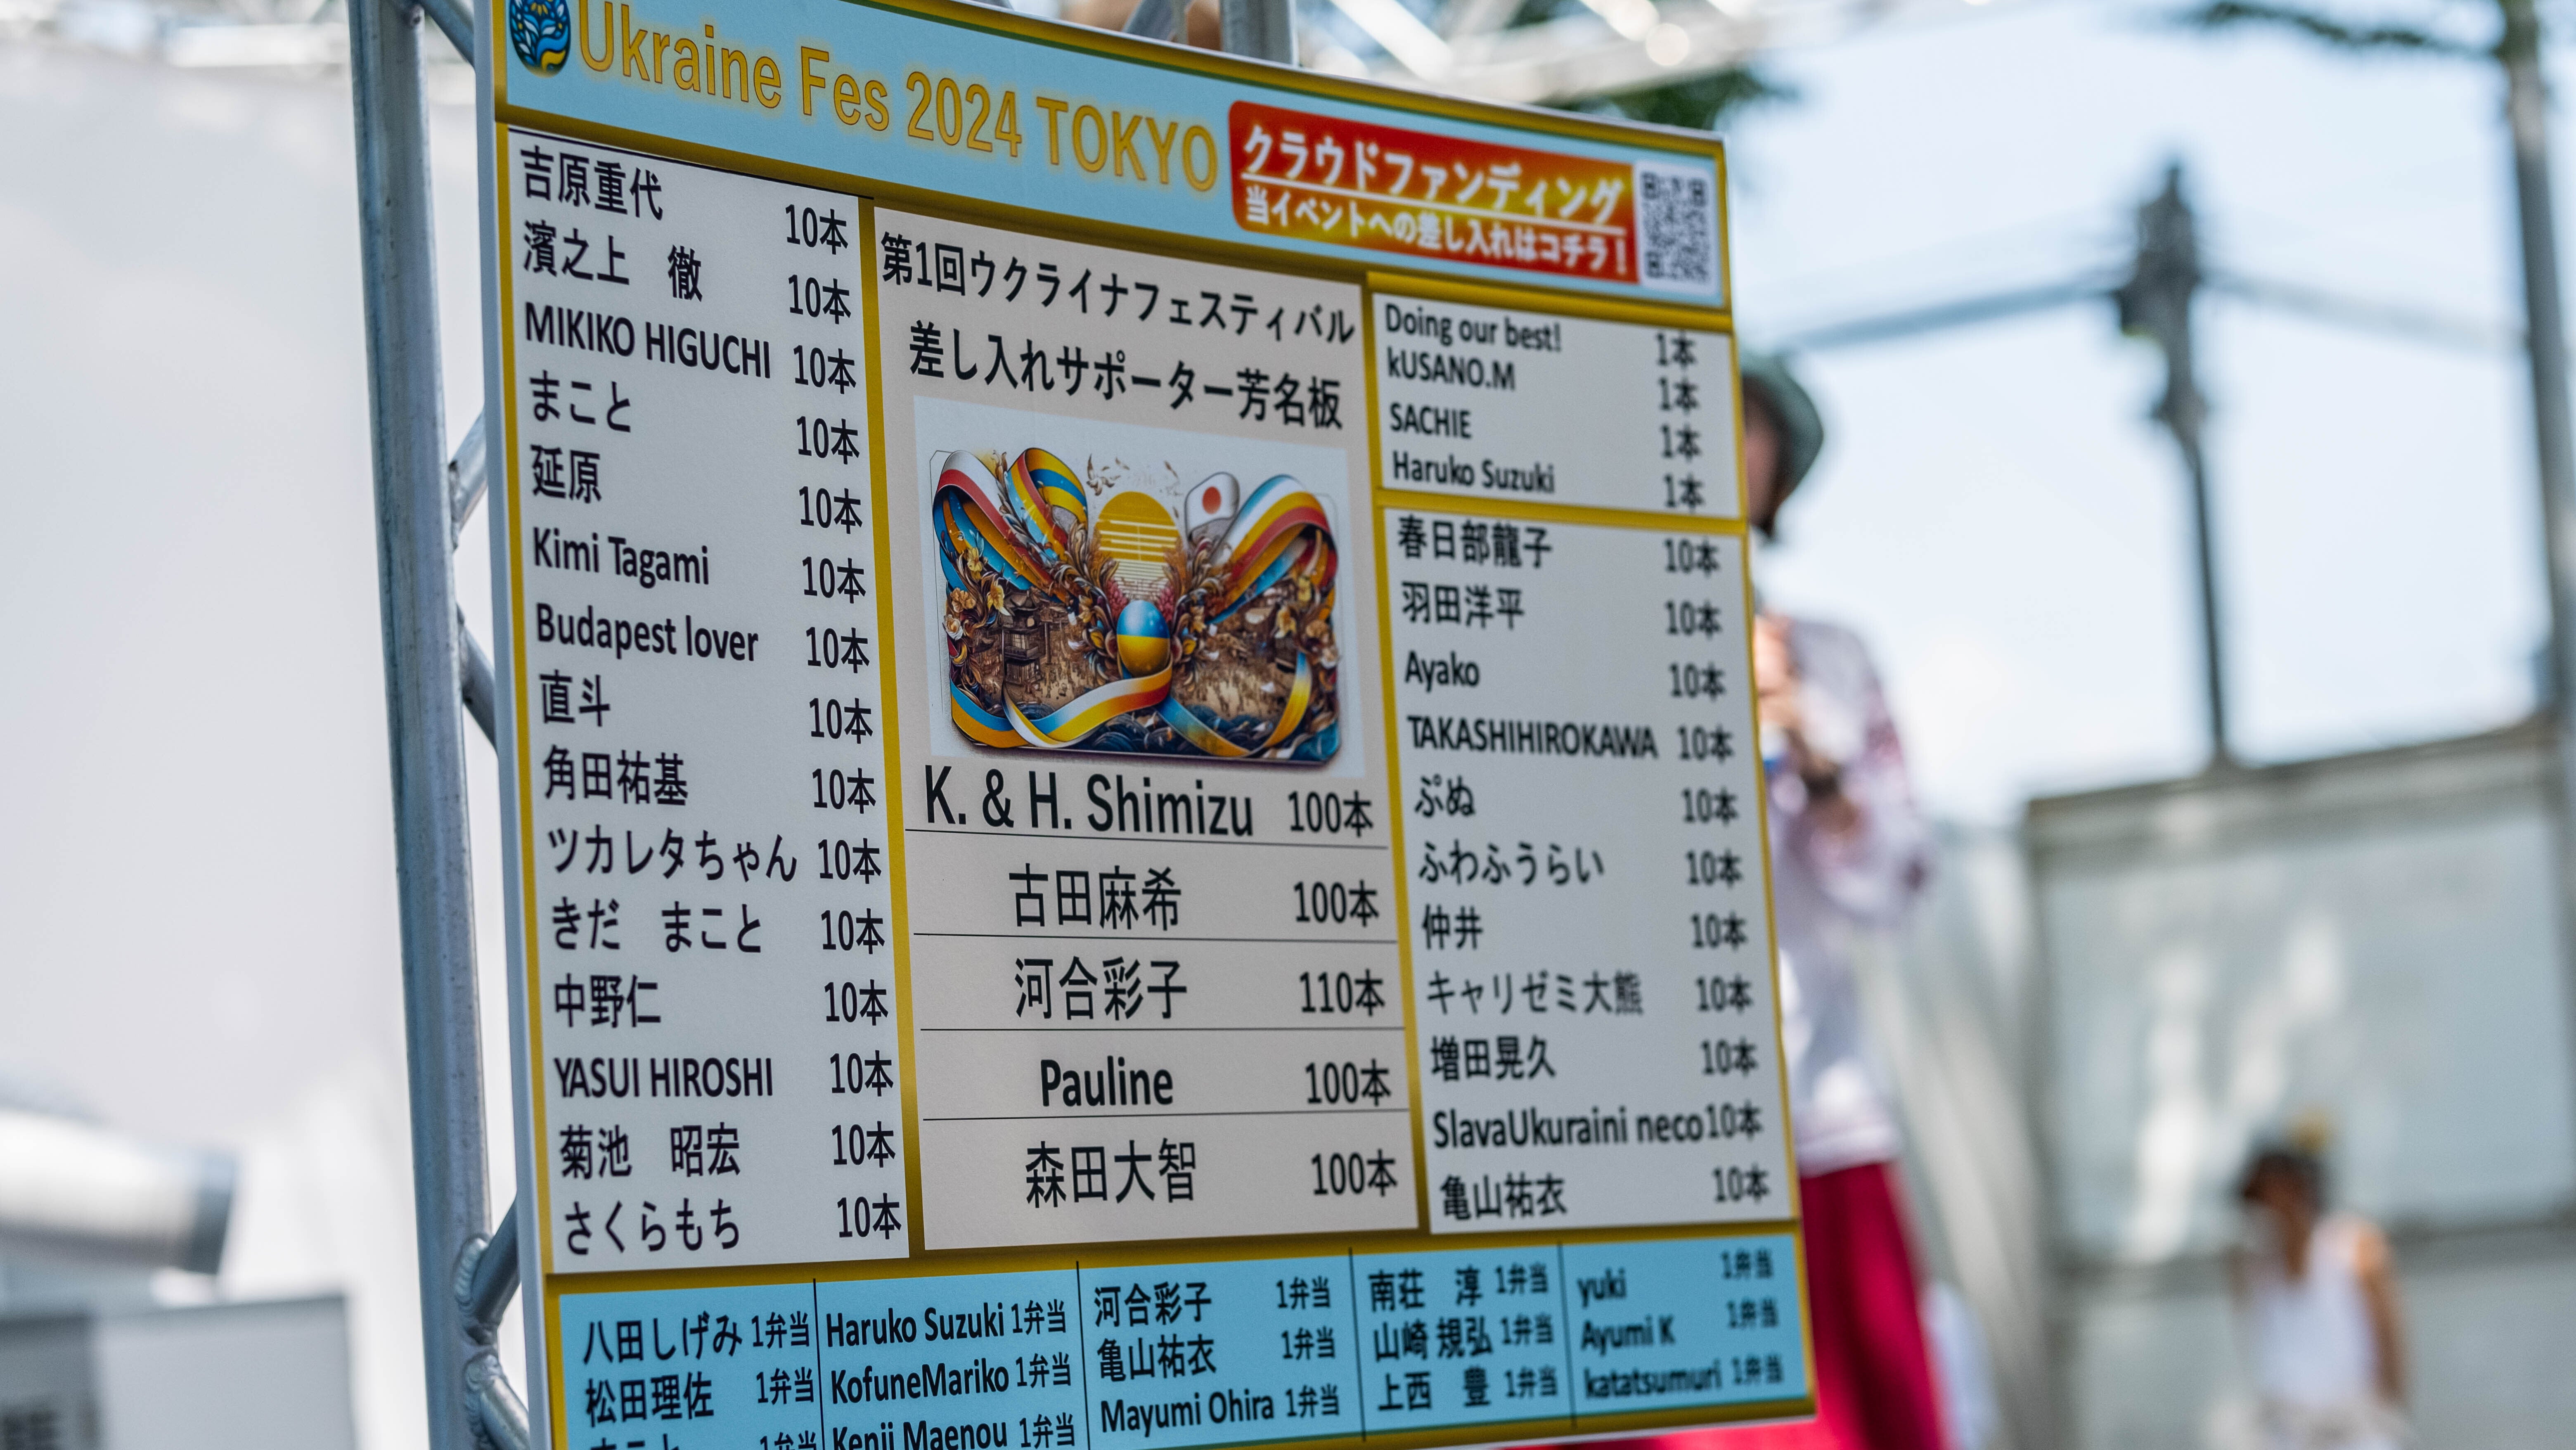 Ukraine Fes 2024 TOKYO
クラウドファンディング
当イベントへの差し入れはコチラ！
吉原重代 10本
濱之上　徹 10本
MIKIKO HIGUCHI 10本
まこと 10本
延原 10本
Kimi Tagami 10本
Budapest lover 10本
直斗 10本
角田祐基 10本
ツカレタちゃん 10本
きだ　まこと 10本
中野仁 10本
YASUI HIROSHI 10本
菊池　昭宏 10本
さくらもち 10本
第1回ウクライナフェスティバル
差し入れサポーター芳名板
K. & H. Shimizu 100本
古田麻希 100本
河合彩子 110本
Pauline 100本
森田大智 100本
Doing our best! 1本
kUSANO.M 1本
SACHIE 1本
Haruko Suzuki 1本
春日部龍子 10本
羽田洋平 10本
Ayako 10本
TAKASHIHIROKAWA 10本
ぷぬ 10本
ふわふうらい 10本
仲井 10本
キャリゼミ大熊 10本
増田晃久 10本
SlavaUkuraini neco10本
亀山祐衣 10本
八田しげみ 1弁当
松田理佐 1弁当
1弁当
Haruko Suzuki 1弁当
KofuneMariko 1弁当
Kenji Maenou 1弁当
河合彩子 1弁当
亀山祐衣 1弁当
Mayumi Ohira 1弁当
南荘　淳 1弁当
山崎 規弘 1弁当
上西　豊 1弁当
yuki 1弁当
Ayumi K 1弁当
katatsumuri 1弁当